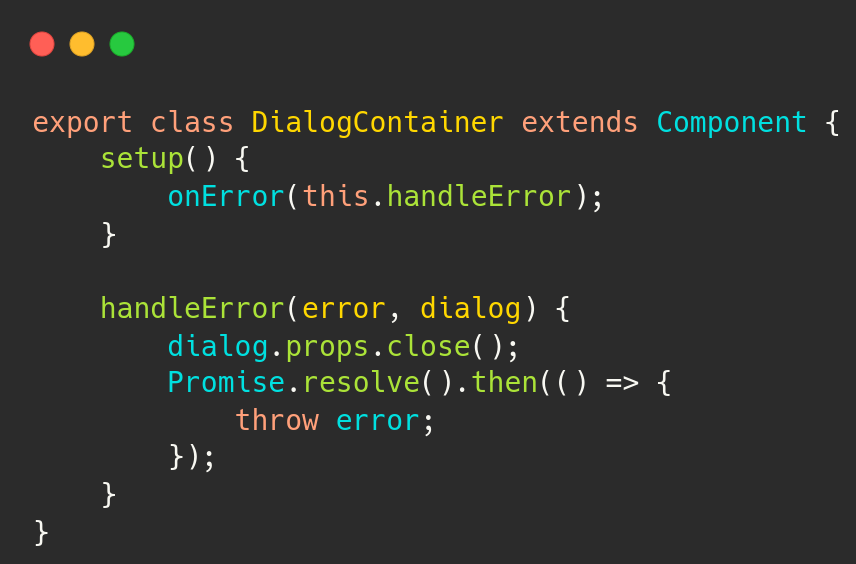 export class DialogContainer extends Component {
    setup() {
        onError(this.handleError);
    }

    handleError(error, dialog) {
        dialog.props.close();
        Promise.resolve().then(() => {
            throw error;
        });
    }
}